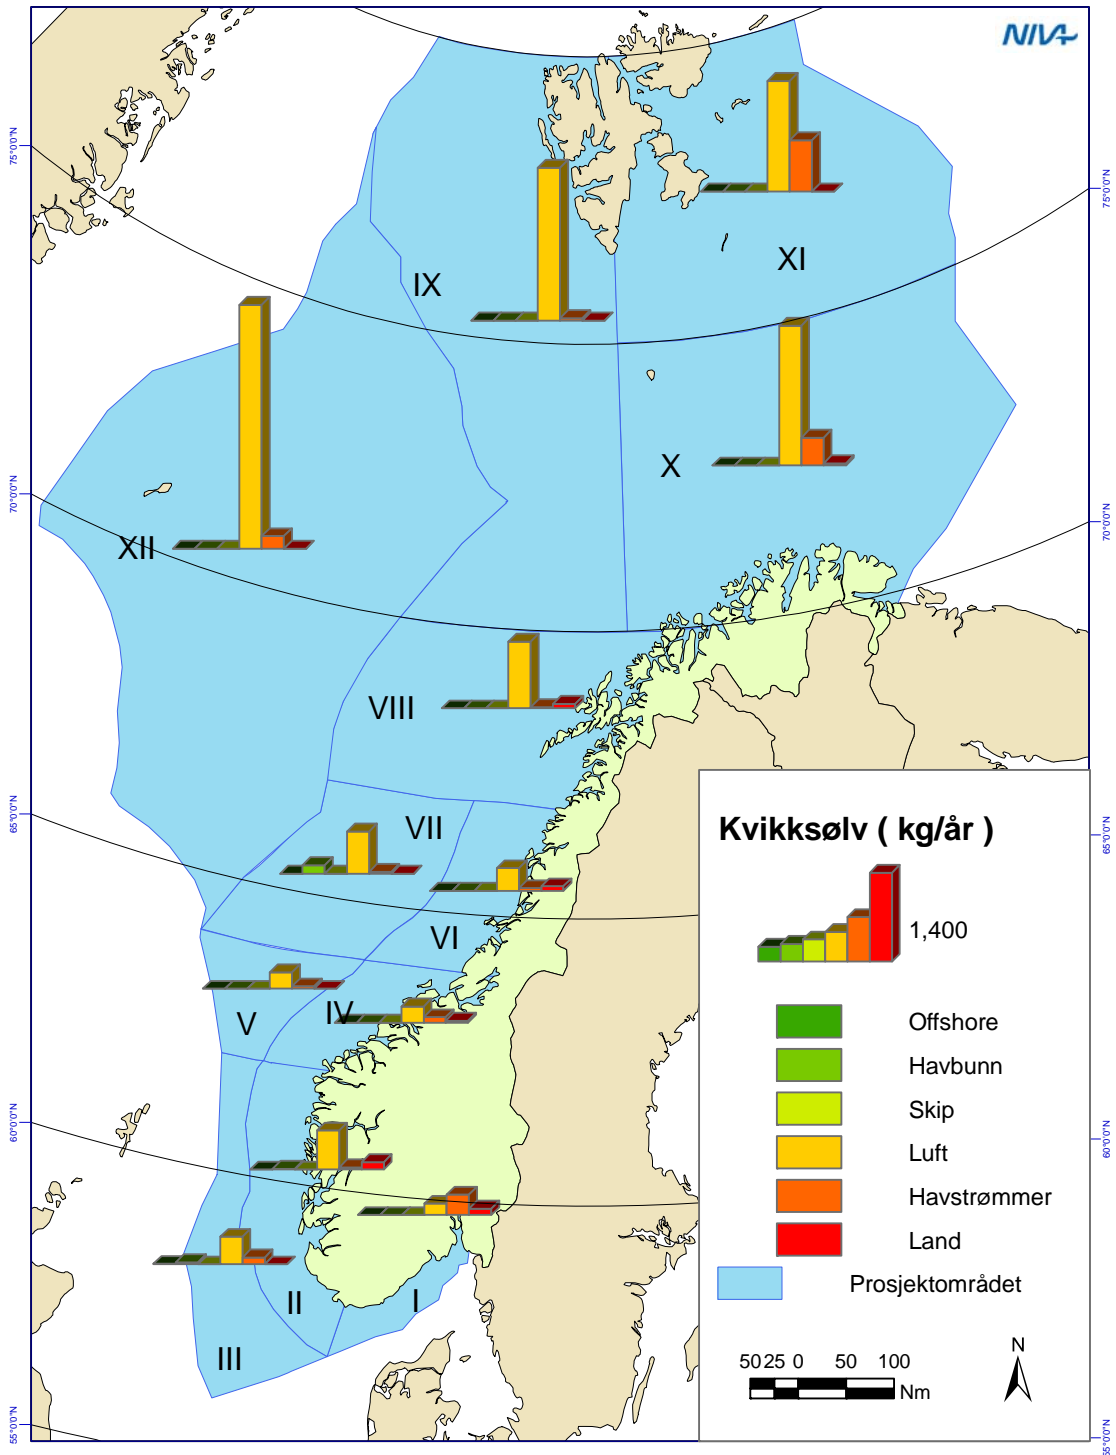 NIVA
75°0'0"N
75°0'0"N
XI
IX
X
70°0'0"N
70°0'0"N
XII
VIII
65°0'0"N
65°0'0"N
VII
VI
V
IV
60°0'0"N
60°0'0"N
II
I
III
55°0'0"N
55°0'0"N
Kvikksølv ( kg/år )
1,400
Offshore
Havbunn
Skip
Luft
Havstrømmer
Land
Prosjektområdet
50 25 0 50 100
Nm
N